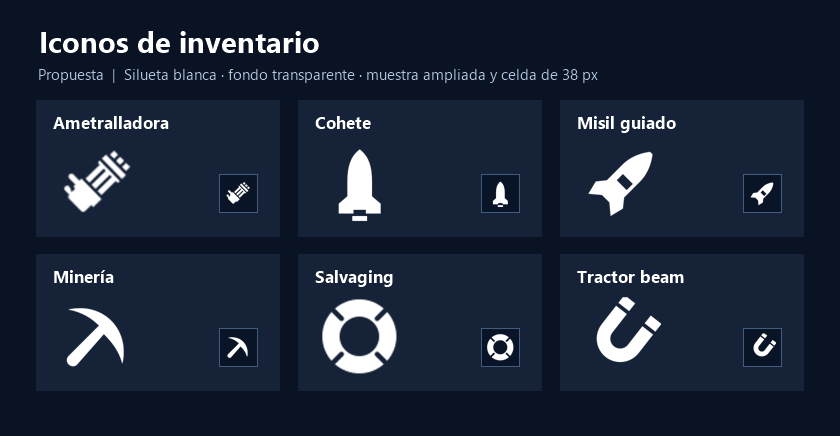 Iconos de inventario
Propuesta | Silueta blanca · fondo transparente · muestra ampliada y celda de 38 px
Ametralladora
Cohete
Misil guiado
Minería
Salvaging
Tractor beam